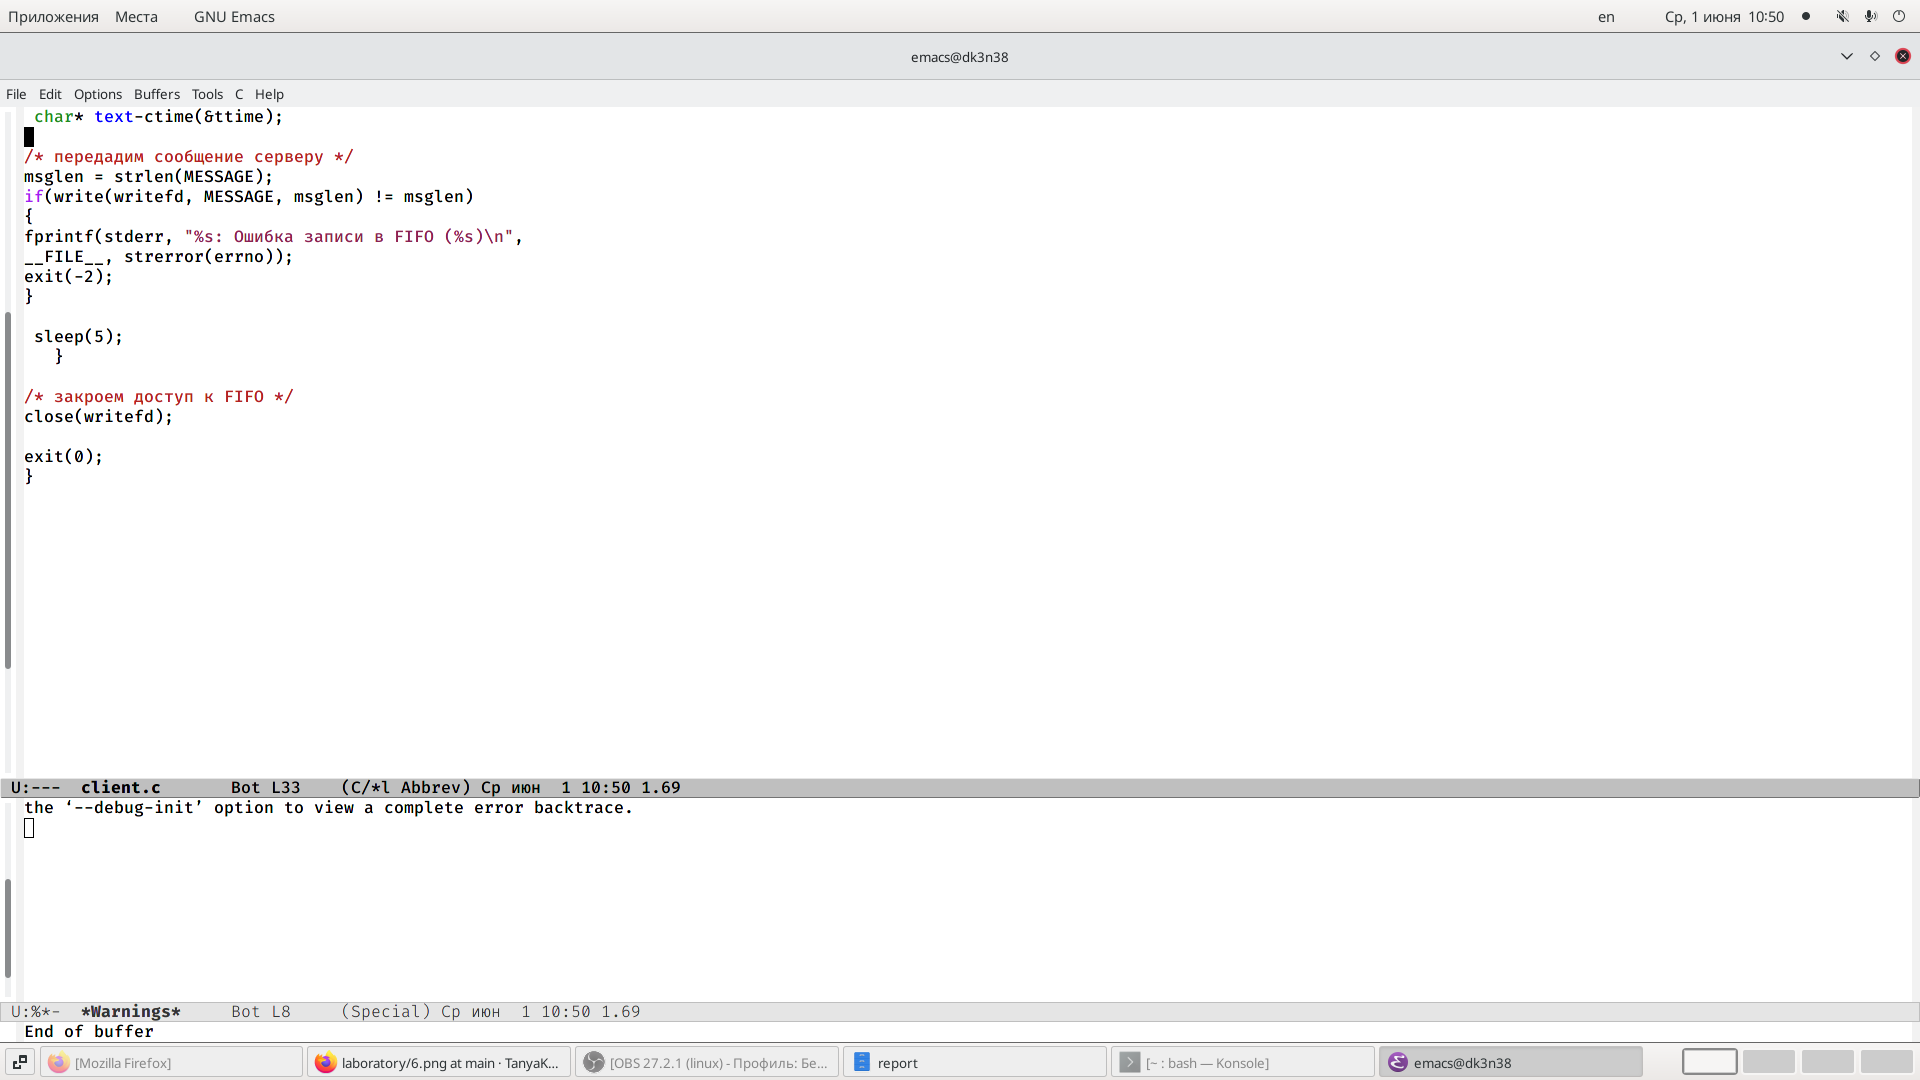 Приложения Места GNU Emacs en Ср, 1 июня 10:50
emacs@dk3n38
File Edit Options Buffers Tools C Help
char* text-ctime(&ttime);
/* передадим сообщение серверу */
msglen = strlen(MESSAGE);
if(write(writefd, MESSAGE, msglen) != msglen)
{
fprintf(stderr, "%s: Ошибка записи в FIFO (%s)\n",
__FILE__, strerror(errno));
exit(-2);
}
sleep(5);
}
/* закроем доступ к FIFO */
close(writefd);
exit(0);
}
U:--- client.c Bot L33 (C/*l Abbrev) Ср июн 1 10:50 1.69
the ‘--debug-init’ option to view a complete error backtrace.
U:%*- *Warnings* Bot L8 (Special) Ср июн 1 10:50 1.69
End of buffer
[Mozilla Firefox] laboratory/6.png at main · TanyaK... [OBS 27.2.1 (linux) - Профиль: Бе... report [~ : bash — Konsole] emacs@dk3n38